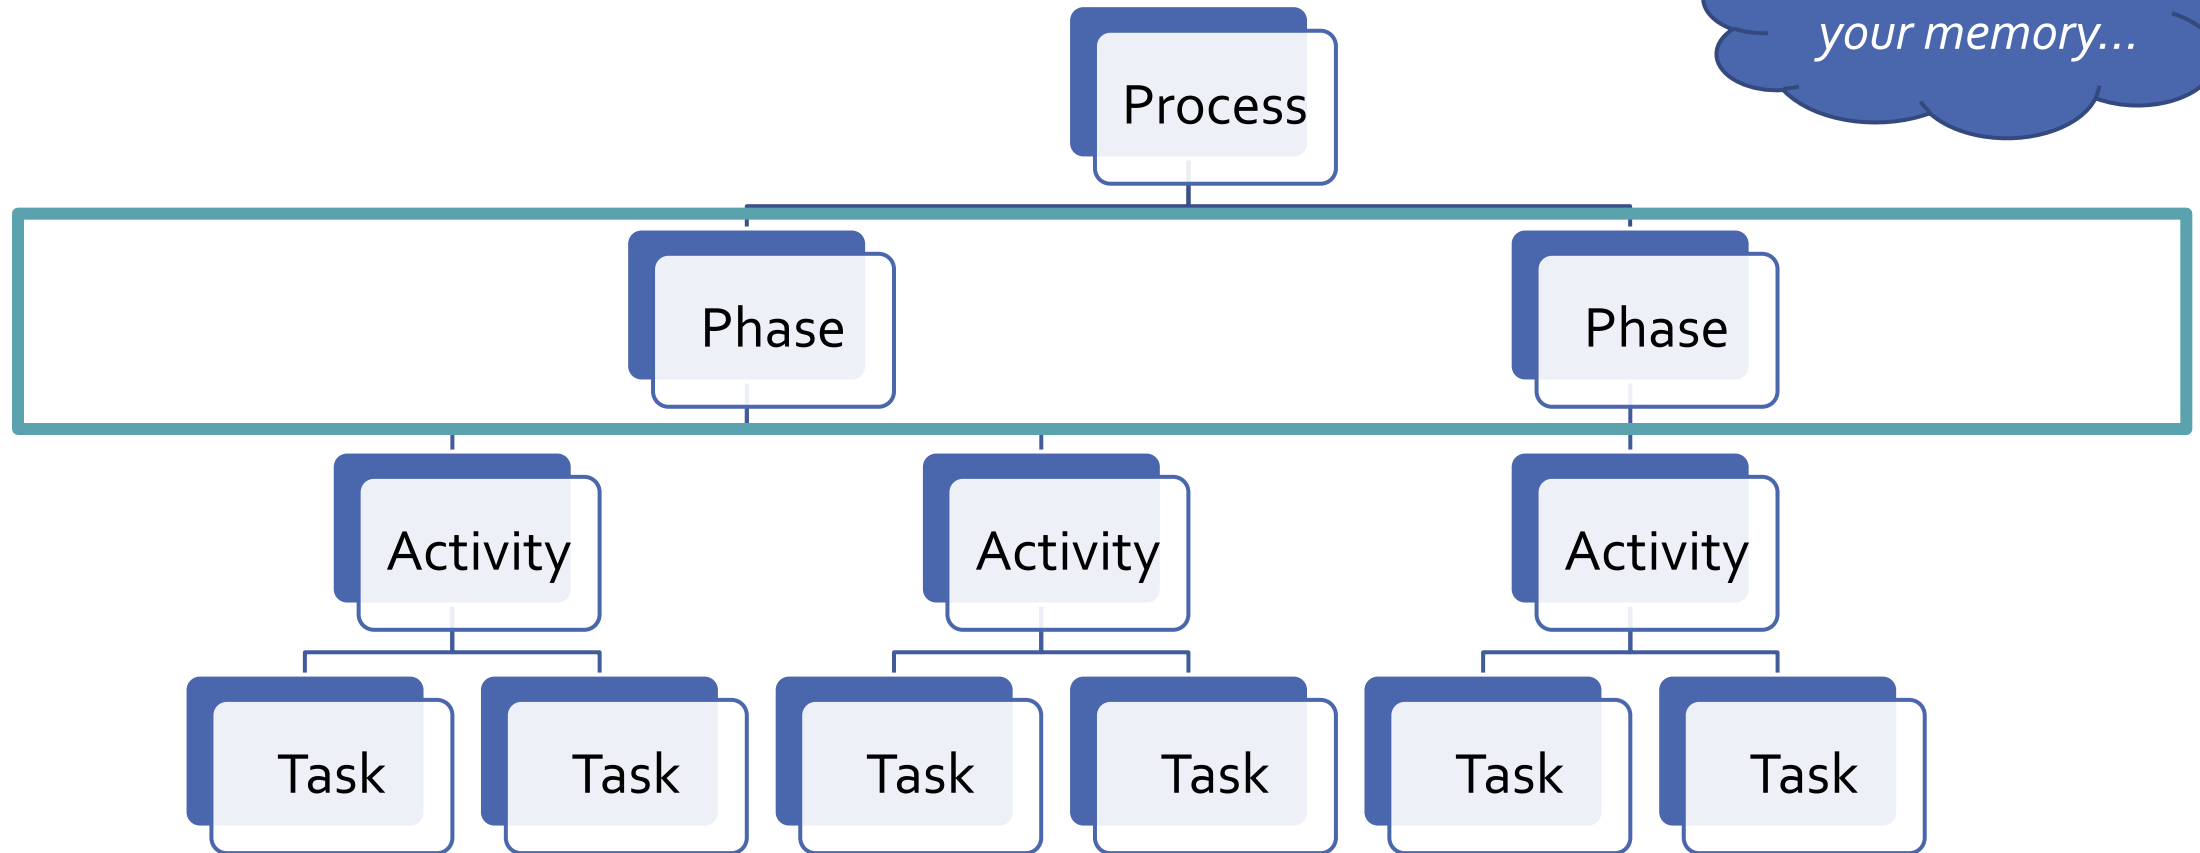 your memory...
Process
Phase
Phase
Activity
Activity
Activity
Task
Task
Task
Task
Task
Task